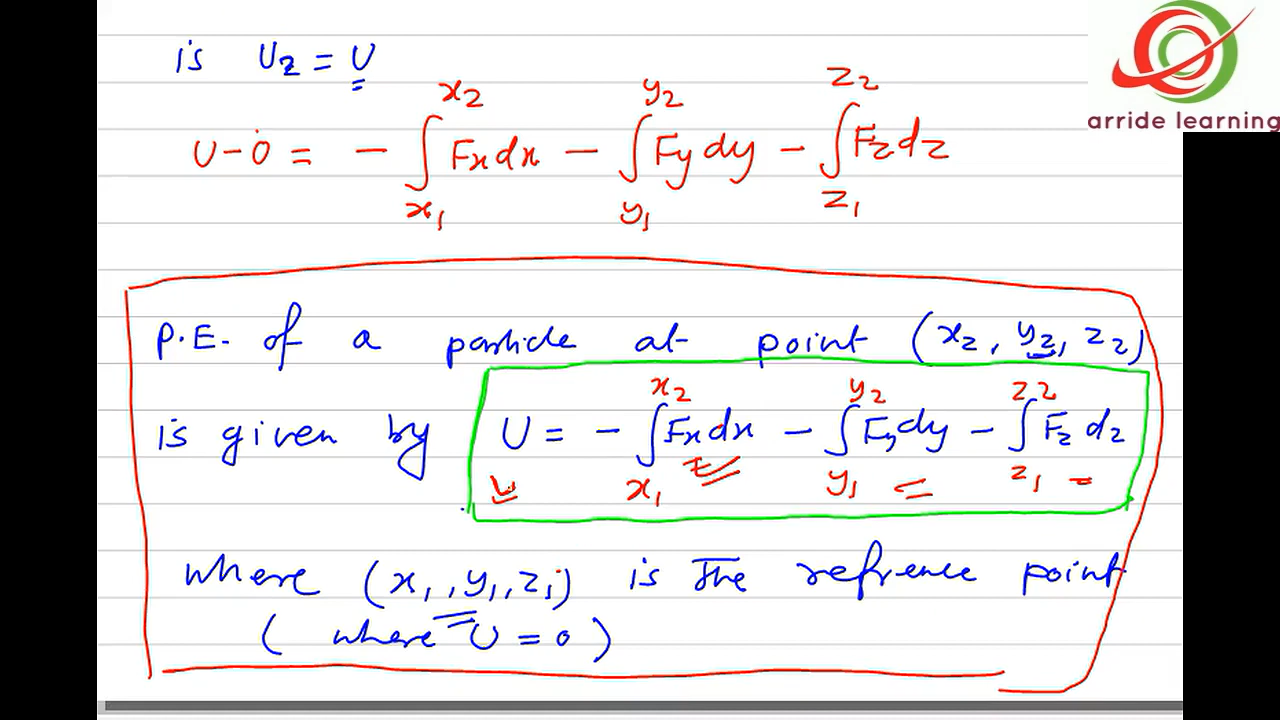 is U₂ = U
arride learning
U - 0 = - ∫_{x₁}^{x₂} Fx dx - ∫_{y₁}^{y₂} Fy dy - ∫_{z₁}^{z₂} Fz dz
P.E. of a particle at point (x₂, y₂, z₂)
is given by U = - ∫_{x₁}^{x₂} Fx dx - ∫_{y₁}^{y₂} Fy dy - ∫_{z₁}^{z₂} Fz dz
where (x₁, y₁, z₁) is the refrence point
( where U = 0 )